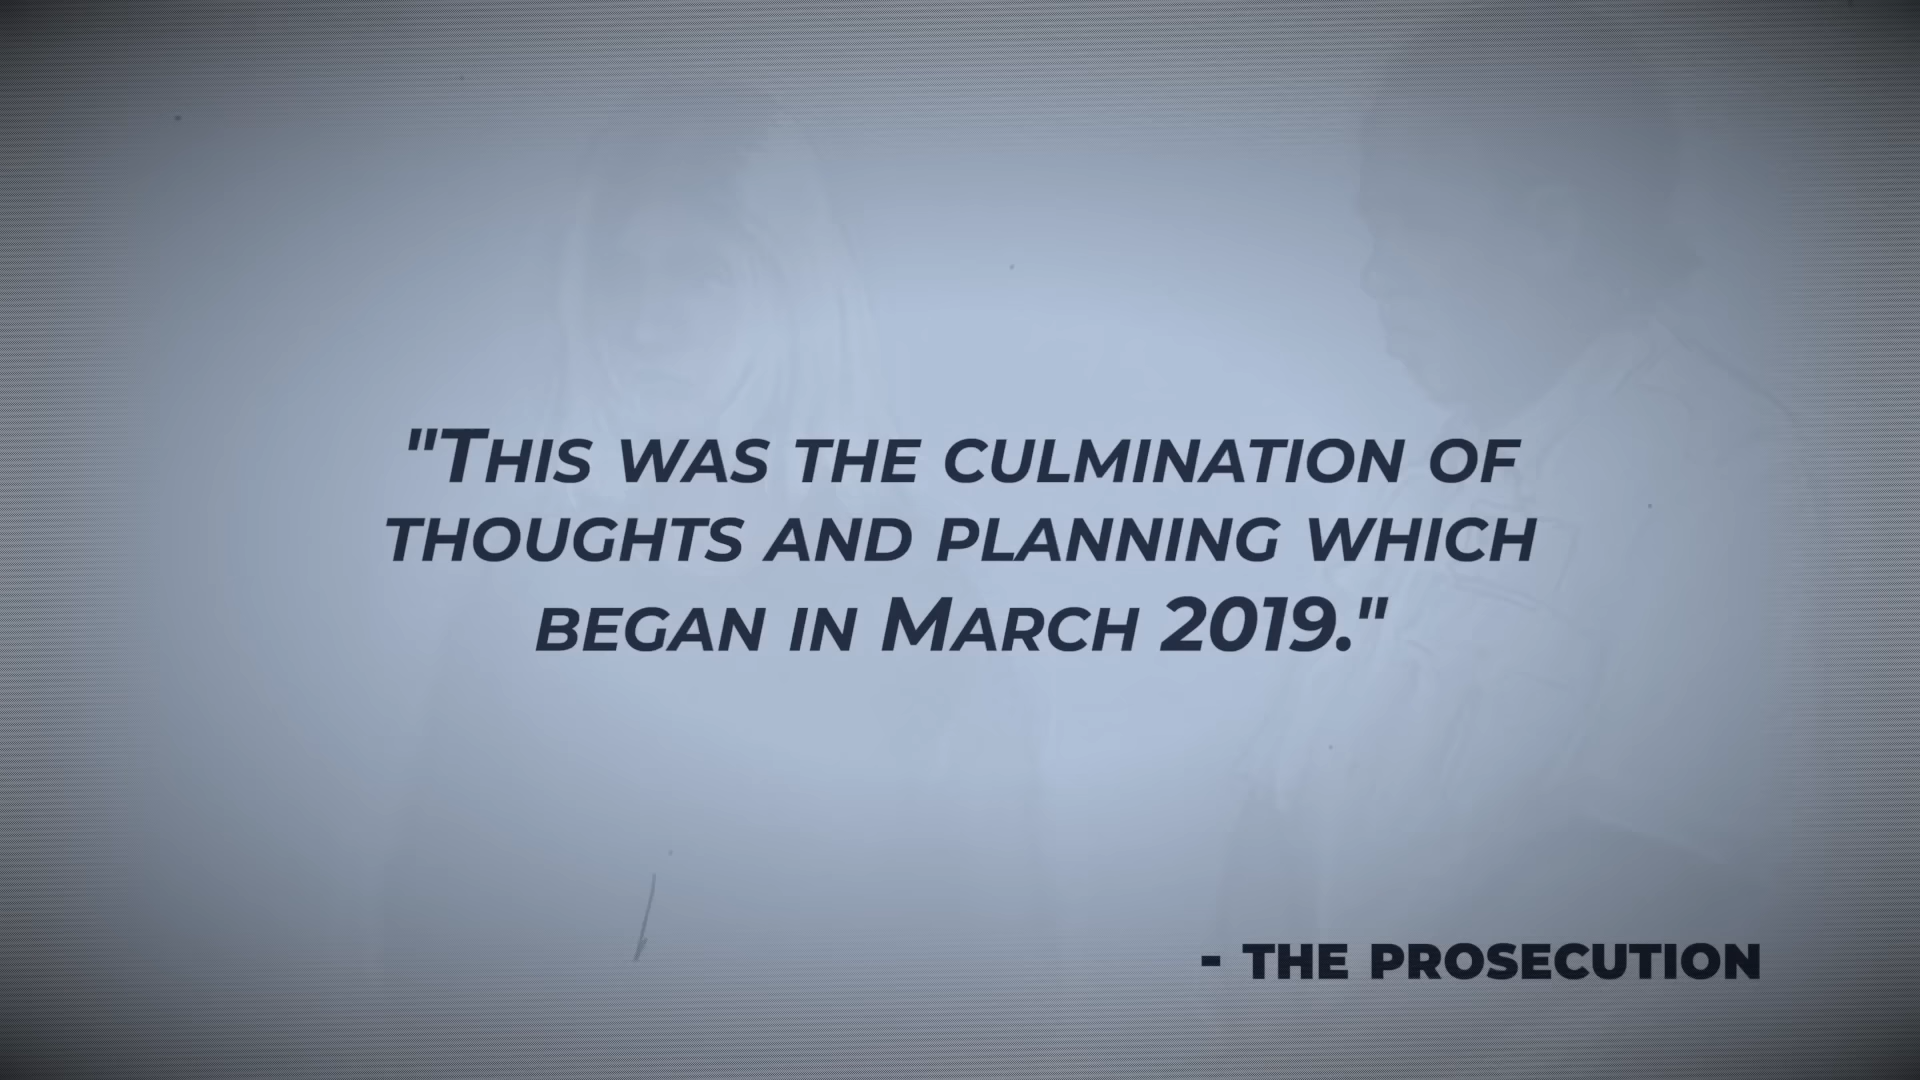 "This was the culmination of
thoughts and planning which
began in March 2019."
- THE PROSECUTION